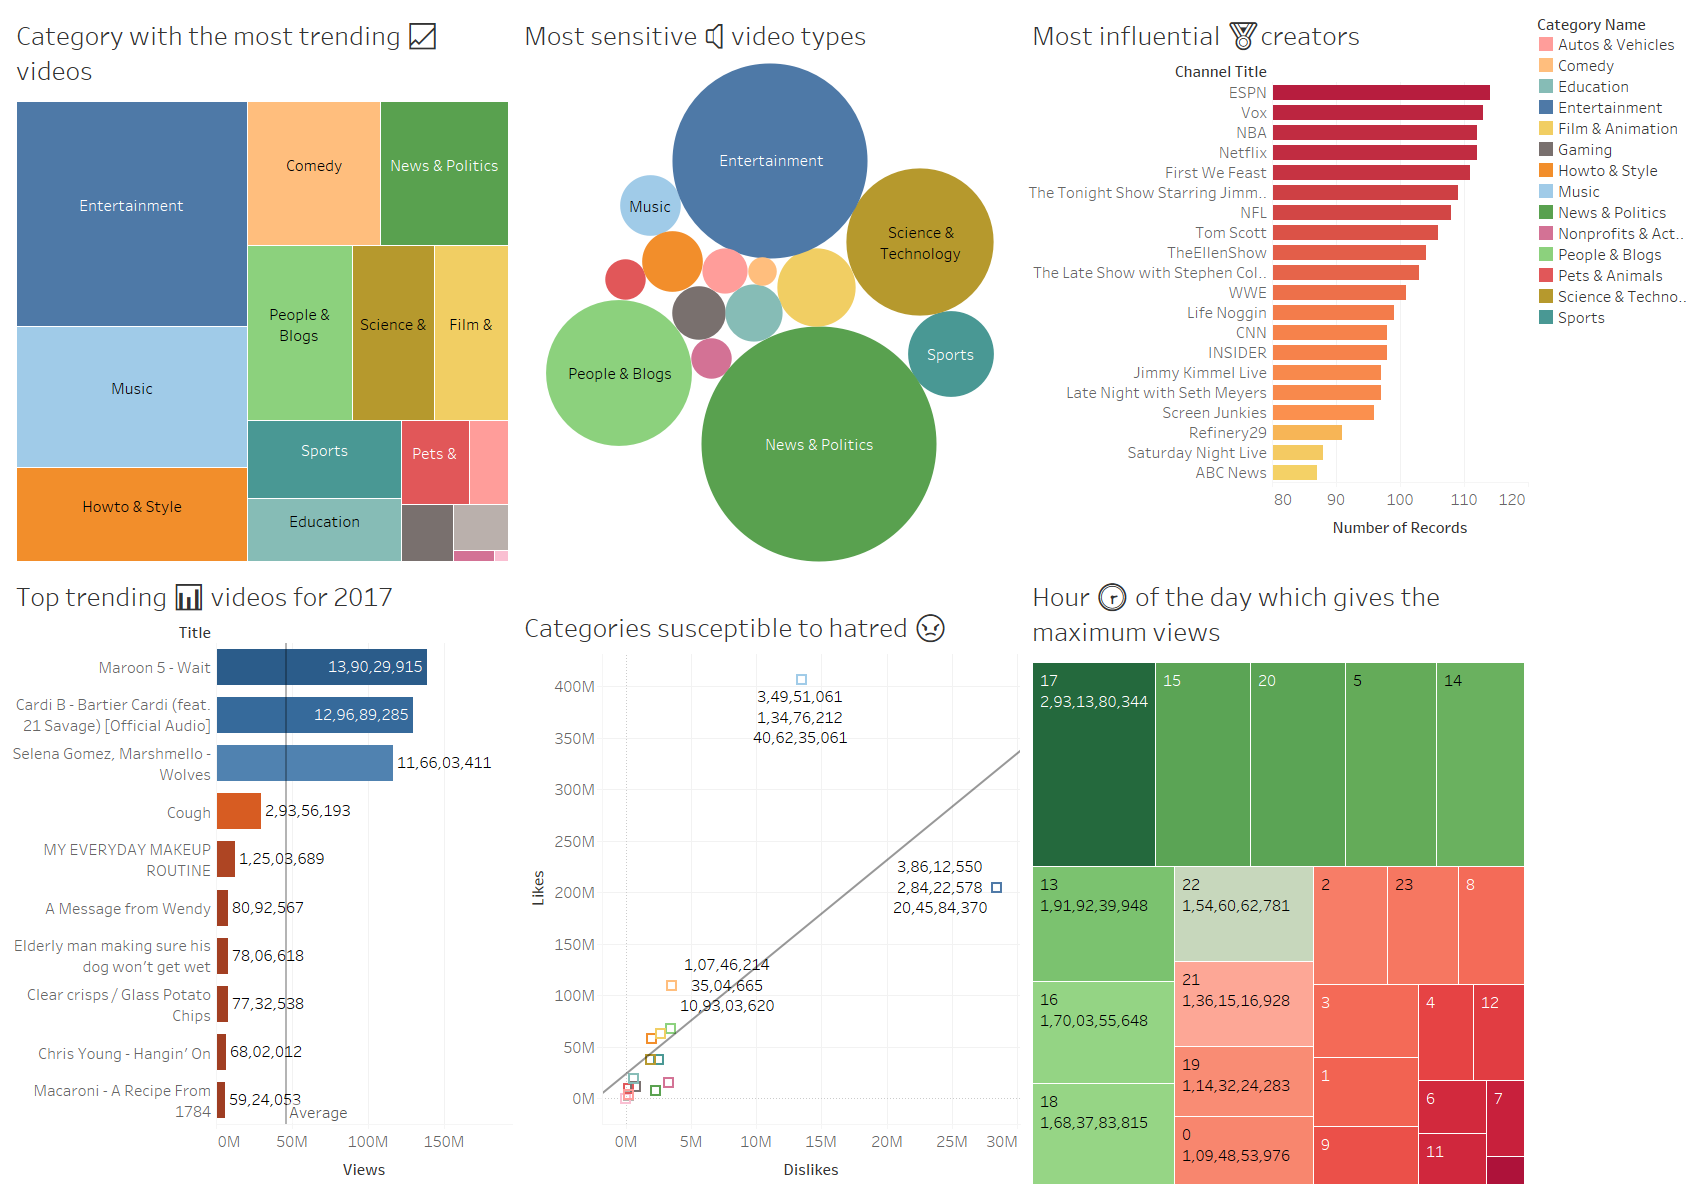 Category with the most trending
videos
Entertainment
Comedy
News & Politics
Music
People &
Blogs
Science &
Film &
Howto & Style
Sports
Pets &
Education
Most sensitive video types
Entertainment
Music
Science &
Technology
People & Blogs
Sports
News & Politics
Most influential creators
Channel Title
ESPN
Vox
NBA
Netflix
First We Feast
The Tonight Show Starring Jimm..
NFL
Tom Scott
TheEllenShow
The Late Show with Stephen Col..
WWE
Life Noggin
CNN
INSIDER
Jimmy Kimmel Live
Late Night with Seth Meyers
Screen Junkies
Refinery29
Saturday Night Live
ABC News
80 90 100 110 120
Number of Records
Category Name
Autos & Vehicles
Comedy
Education
Entertainment
Film & Animation
Gaming
Howto & Style
Music
News & Politics
Nonprofits & Act..
People & Blogs
Pets & Animals
Science & Techno..
Sports
Top trending videos for 2017
Title
Maroon 5 - Wait
13,90,29,915
Cardi B - Bartier Cardi (feat.
21 Savage) [Official Audio]
12,96,89,285
Selena Gomez, Marshmello -
Wolves
11,66,03,411
Cough
2,93,56,193
MY EVERYDAY MAKEUP
ROUTINE
1,25,03,689
A Message from Wendy
80,92,567
Elderly man making sure his
dog won't get wet
78,06,618
Clear crisps / Glass Potato
Chips
77,32,538
Chris Young - Hangin' On
68,02,012
Macaroni - A Recipe From
1784
59,24,053
Average
0M 50M 100M 150M
Views
Categories susceptible to hatred
400M
350M
300M
250M
200M
150M
100M
50M
0M
Likes
3,49,51,061
1,34,76,212
40,62,35,061
3,86,12,550
2,84,22,578
20,45,84,370
1,07,46,214
35,04,665
10,93,03,620
0M 5M 10M 15M 20M 25M 30M
Dislikes
Hour of the day which gives the
maximum views
17
2,93,13,80,344
15
20
5
14
13
1,91,92,39,948
16
1,70,03,55,648
18
1,68,37,83,815
22
1,54,60,62,781
21
1,36,15,16,928
19
1,14,32,24,283
0
1,09,48,53,976
2
23
8
3
4
12
1
6
7
9
11